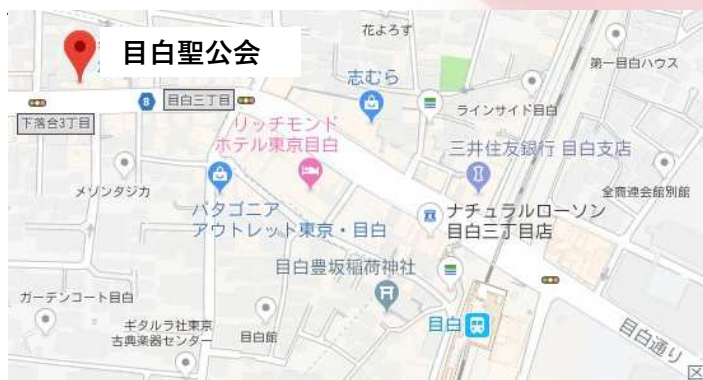 目白聖公会
花よろず
第一目白ハウス
志むら
8
目白三丁目
下落合3丁目
ラインサイド目白
リッチモンド
ホテル東京目白
三井住友銀行 目白支店
メゾンタジカ
全商連会館別館
パタゴニア
アウトレット東京・目白
ナチュラルローソン
目白三丁目店
目白豊坂稲荷神社
ガーデンコート目白
ギタルラ社東京
古典楽器センター
目白館
目白
目白通り
区